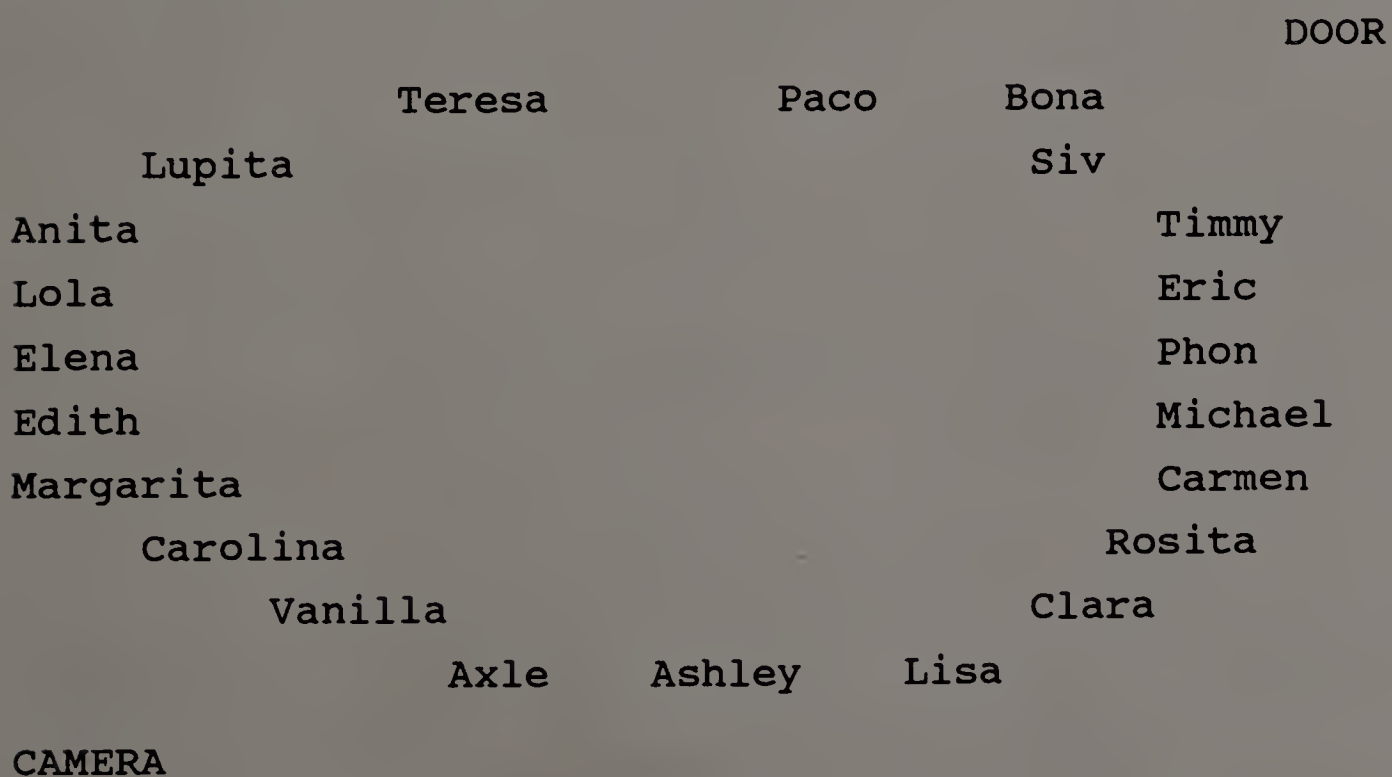 DOOR
Teresa Paco Bona
Lupita Siv
Anita Timmy
Lola Eric
Elena Phon
Edith Michael
Margarita Carmen
Carolina Rosita
Vanilla Clara
Axle Ashley Lisa
CAMERA